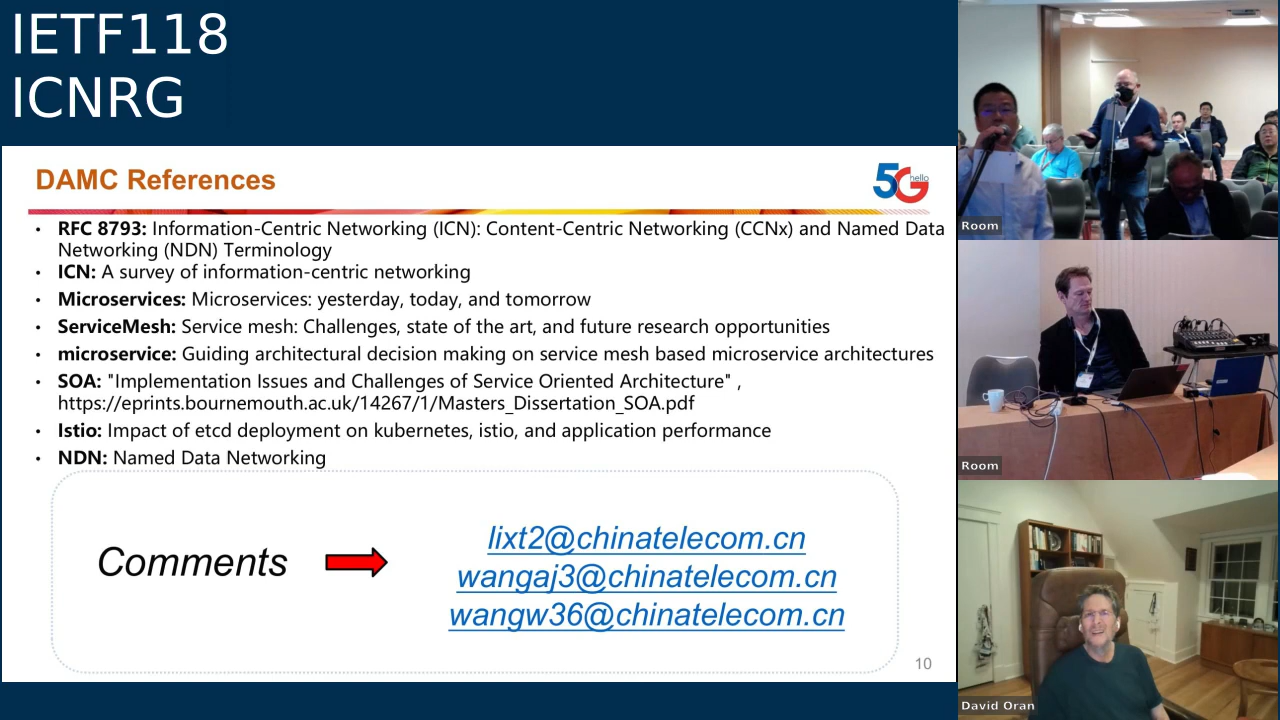 IETF118
ICNRG
DAMC References
5G hello
• RFC 8793: Information-Centric Networking (ICN): Content-Centric Networking (CCNx) and Named Data
Networking (NDN) Terminology
• ICN: A survey of information-centric networking
• Microservices: Microservices: yesterday, today, and tomorrow
• ServiceMesh: Service mesh: Challenges, state of the art, and future research opportunities
• microservice: Guiding architectural decision making on service mesh based microservice architectures
• SOA: "Implementation Issues and Challenges of Service Oriented Architecture" ,
https://eprints.bournemouth.ac.uk/14267/1/Masters_Dissertation_SOA.pdf
• Istio: Impact of etcd deployment on kubernetes, istio, and application performance
• NDN: Named Data Networking
Comments
lixt2@chinatelecom.cn
wangaj3@chinatelecom.cn
wangw36@chinatelecom.cn
10
Room
Room
David Oran